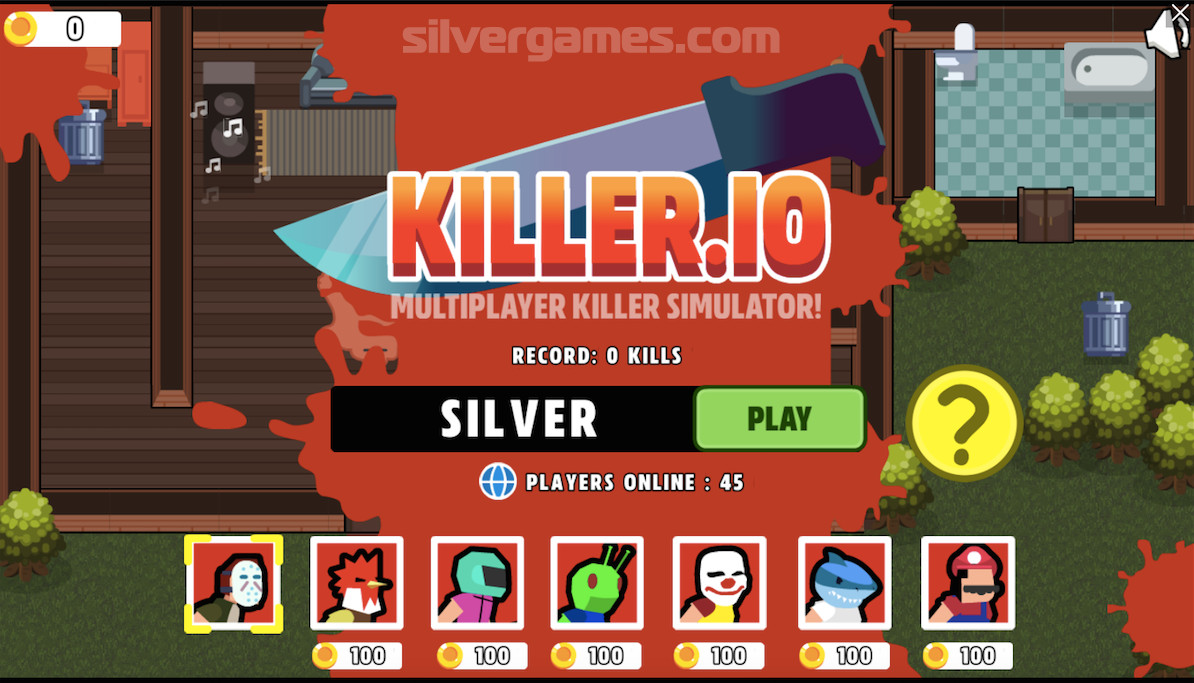 0
silvergames.com
KILLER.IO
MULTIPLAYER KILLER SIMULATOR!
RECORD: 0 KILLS
SILVER
PLAY
?
PLAYERS ONLINE : 45
100
100
100
100
100
100